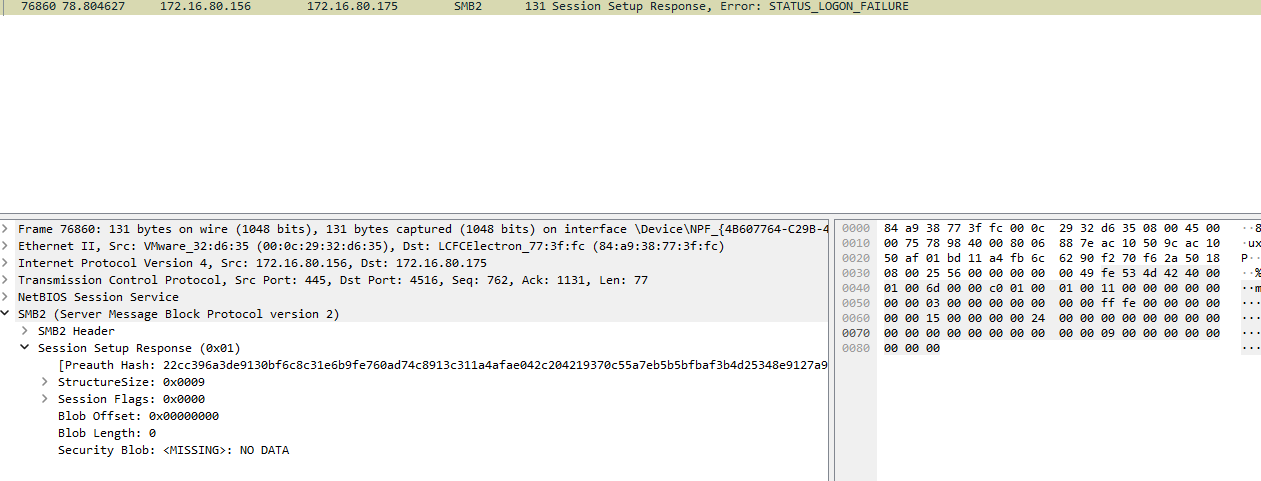 76860 78.804627 172.16.80.156 172.16.80.175 SMB2 131 Session Setup Response, Error: STATUS_LOGON_FAILURE
Frame 76860: 131 bytes on wire (1048 bits), 131 bytes captured (1048 bits) on interface \Device\NPF_{4B607764-C29B-4
Ethernet II, Src: VMware_32:d6:35 (00:0c:29:32:d6:35), Dst: LCFCElectron_77:3f:fc (84:a9:38:77:3f:fc)
Internet Protocol Version 4, Src: 172.16.80.156, Dst: 172.16.80.175
Transmission Control Protocol, Src Port: 445, Dst Port: 4516, Seq: 762, Ack: 1131, Len: 77
NetBIOS Session Service
SMB2 (Server Message Block Protocol version 2)
SMB2 Header
Session Setup Response (0x01)
[Preauth Hash: 22cc396a3de9130bf6c8c31e6b9fe760ad74c8913c311a4afae042c204219370c55a7eb5b5bfbaf3b4d25348e9127a9
StructureSize: 0x0009
Session Flags: 0x0000
Blob Offset: 0x00000000
Blob Length: 0
Security Blob: <MISSING>: NO DATA
0000 84 a9 38 77 3f fc 00 0c 29 32 d6 35 08 00 45 00 ··8
0010 00 75 78 98 40 00 80 06 88 7e ac 10 50 9c ac 10 ·ux
0020 50 af 01 bd 11 a4 fb 6c 62 90 f2 70 f6 2a 50 18 P··
0030 08 00 25 56 00 00 00 00 00 49 fe 53 4d 42 40 00 ··%
0040 01 00 6d 00 00 c0 01 00 01 00 11 00 00 00 00 00 ··m
0050 00 00 03 00 00 00 00 00 00 00 ff fe 00 00 00 00 ···
0060 00 00 15 00 00 00 00 24 00 00 00 00 00 00 00 00 ···
0070 00 00 00 00 00 00 00 00 00 00 09 00 00 00 00 00 ···
0080 00 00 00 ···